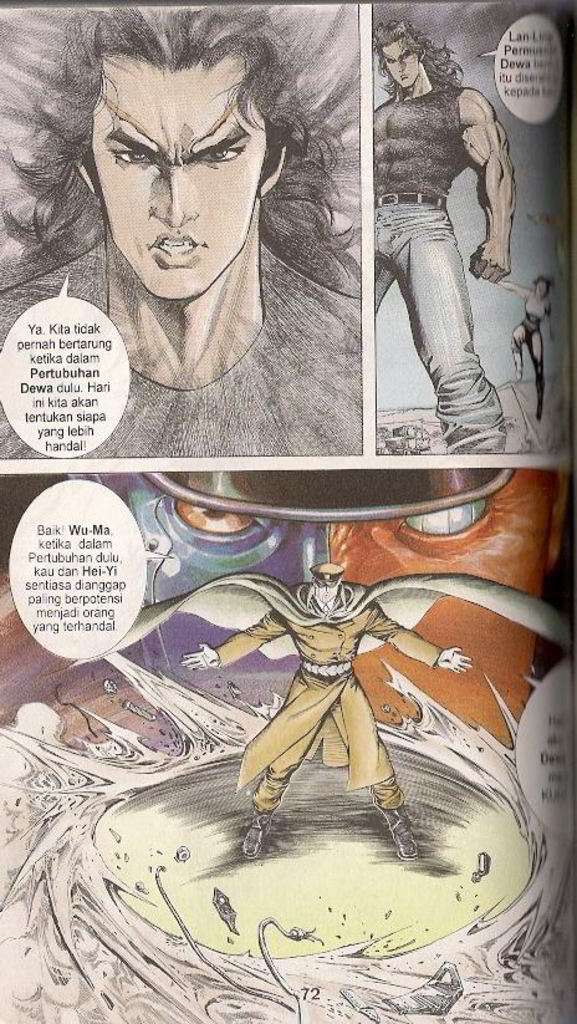 Ya. Kita tidak
pernah bertarung
ketika dalam
Pertubuhan
Dewa dulu. Hari
ini kita akan
tentukan siapa
yang lebih
handal!
Dewa
itu
kepada
Baik! Wu-Ma,
ketika dalam
Pertubuhan dulu,
kau dan Hei-Yi
sentiasa dianggap
paling berpotensi
menjadi orang
yang terhandal.
72